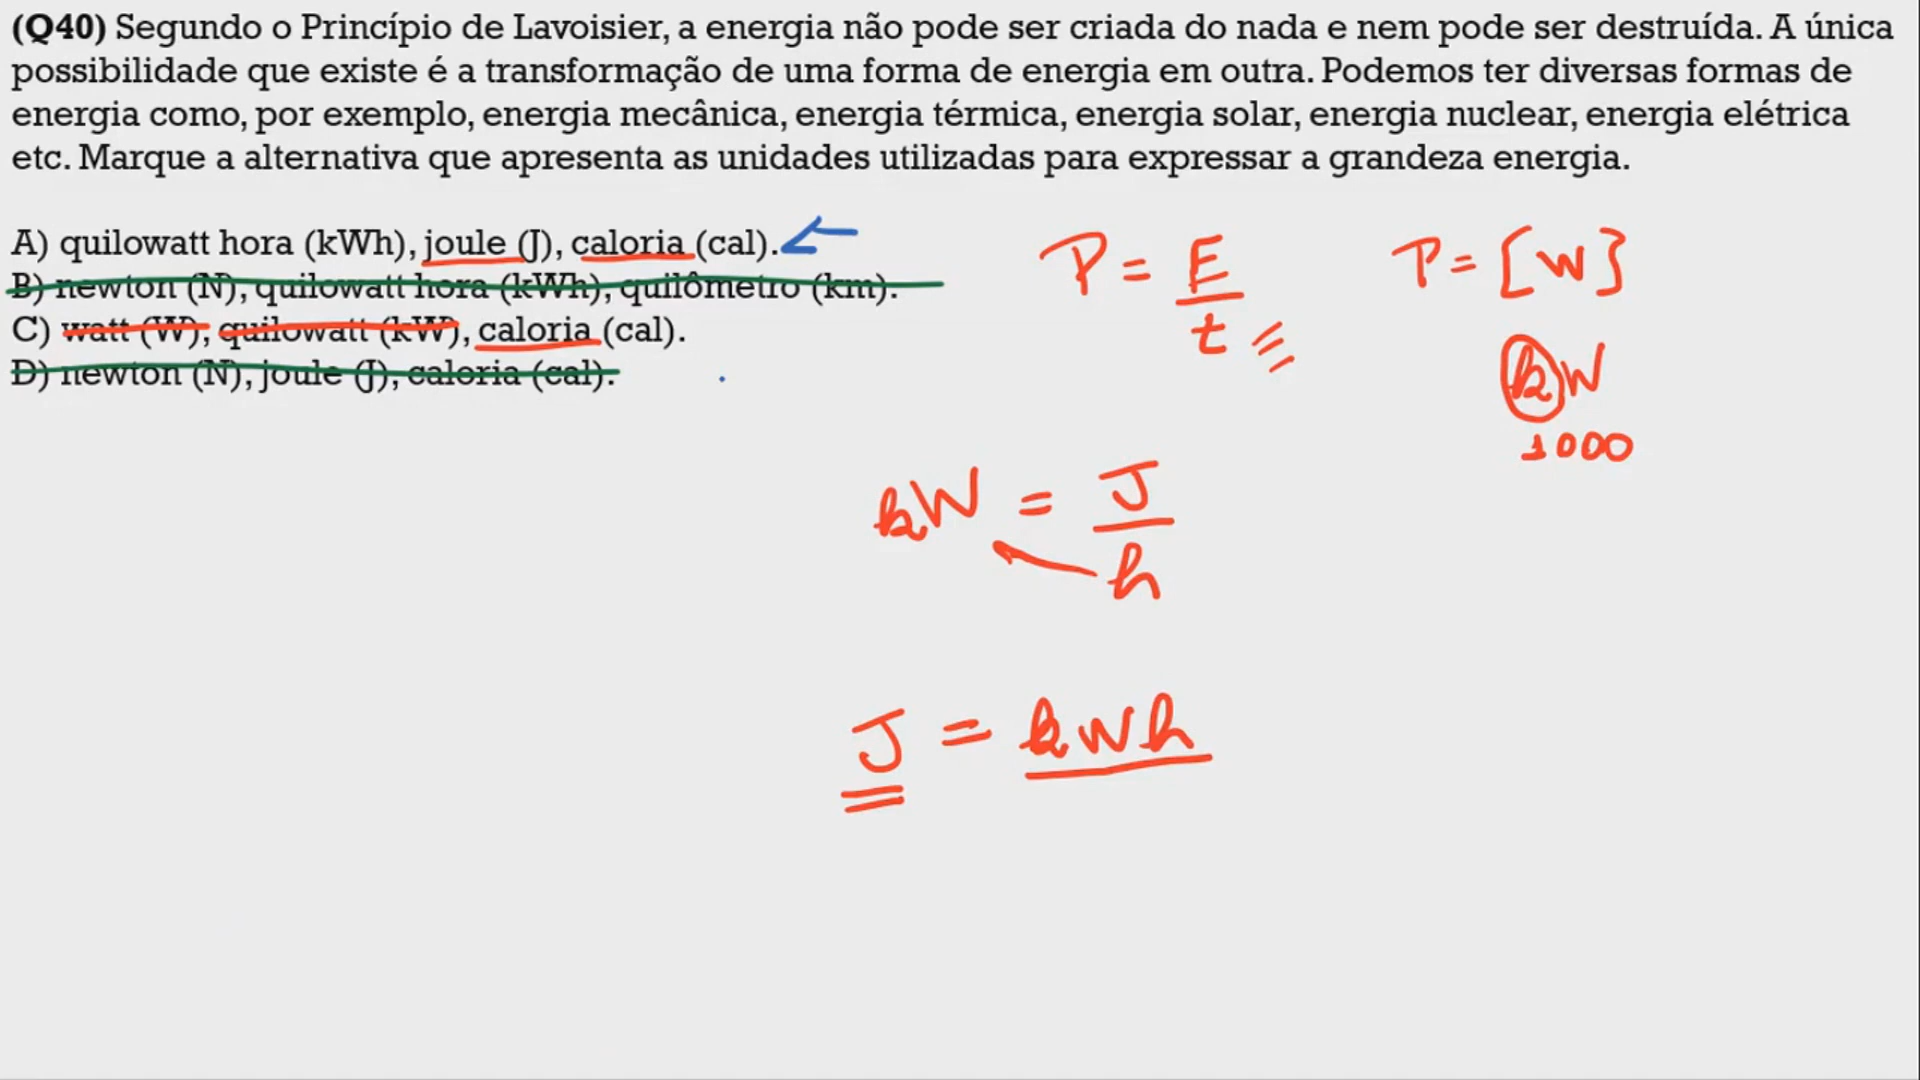 (Q40) Segundo o Princípio de Lavoisier, a energia não pode ser criada do nada e nem pode ser destruída. A única
possibilidade que existe é a transformação de uma forma de energia em outra. Podemos ter diversas formas de
energia como, por exemplo, energia mecânica, energia térmica, energia solar, energia nuclear, energia elétrica
etc. Marque a alternativa que apresenta as unidades utilizadas para expressar a grandeza energia.
A) quilowatt hora (kWh), joule (J), caloria (cal).
B) newton (N), quilowatt hora (kWh), quilômetro (km).
C) watt (W), quilowatt (kW), caloria (cal).
D) newton (N), joule (J), caloria (cal).
P = E
t
P = [W]
kW
1000
kW = J
h
J = kWh